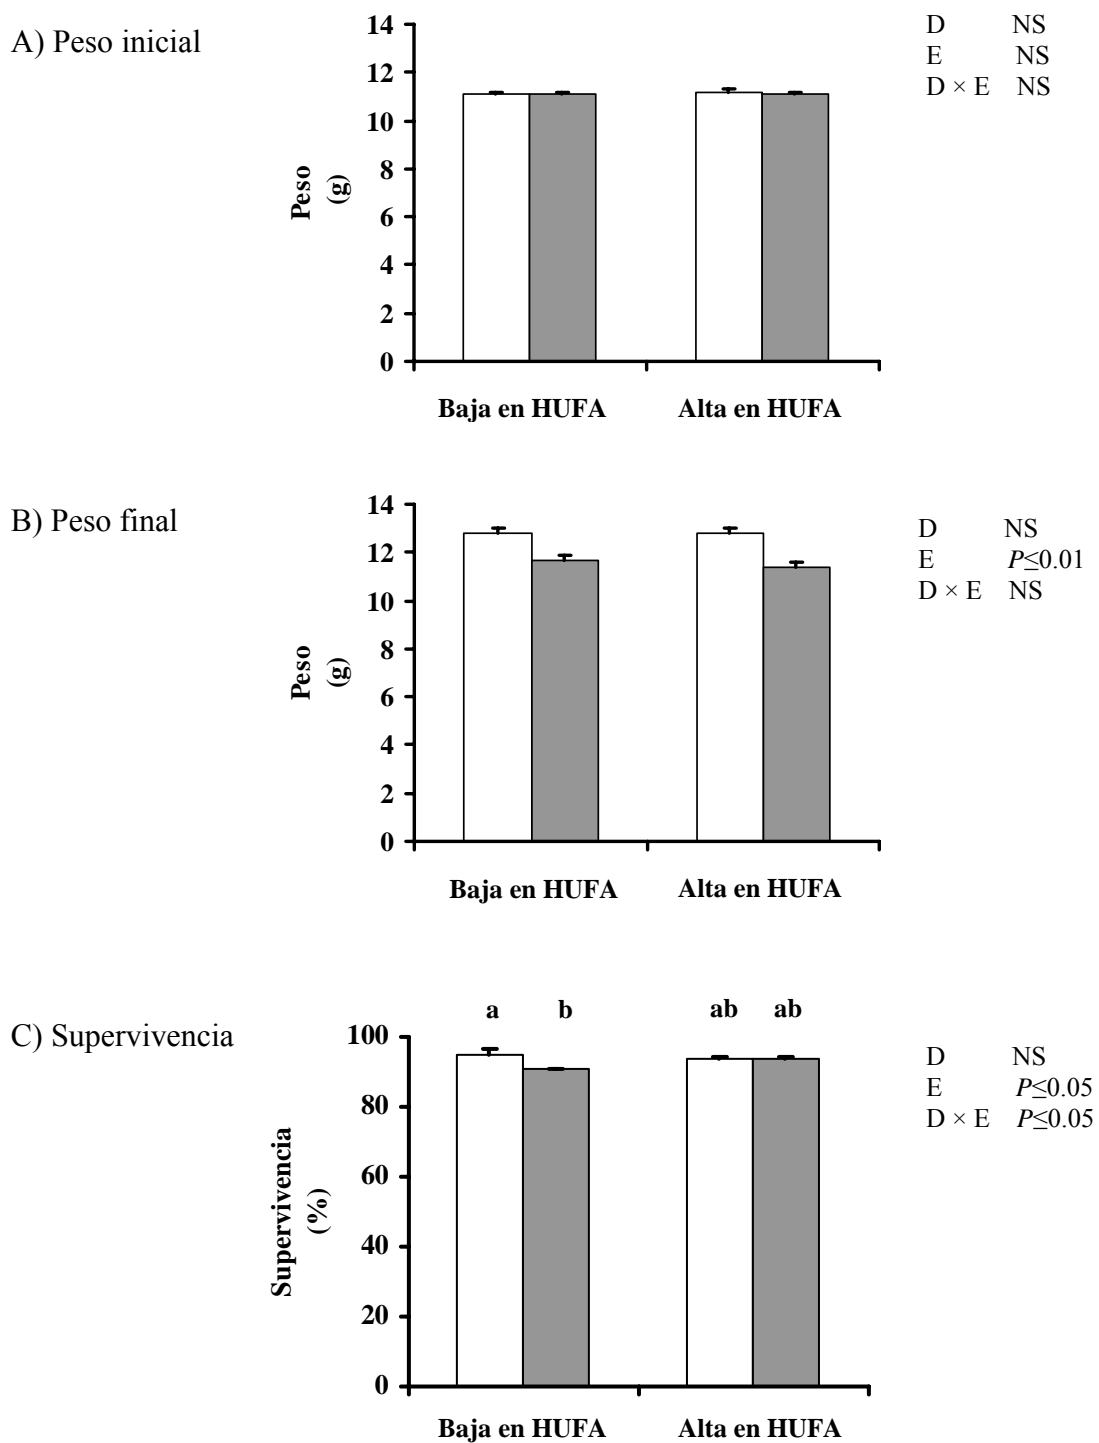 A) Peso inicial
14
12
10
8
6
4
2
0
Peso
(g)
Baja en HUFA Alta en HUFA
D NS
E NS
D × E NS
B) Peso final
14
12
10
8
6
4
2
0
Peso
(g)
Baja en HUFA Alta en HUFA
D NS
E P≤0.01
D × E NS
C) Supervivencia
a b ab ab
100
80
60
40
20
0
Supervivencia
(%)
Baja en HUFA Alta en HUFA
D NS
E P≤0.05
D × E P≤0.05